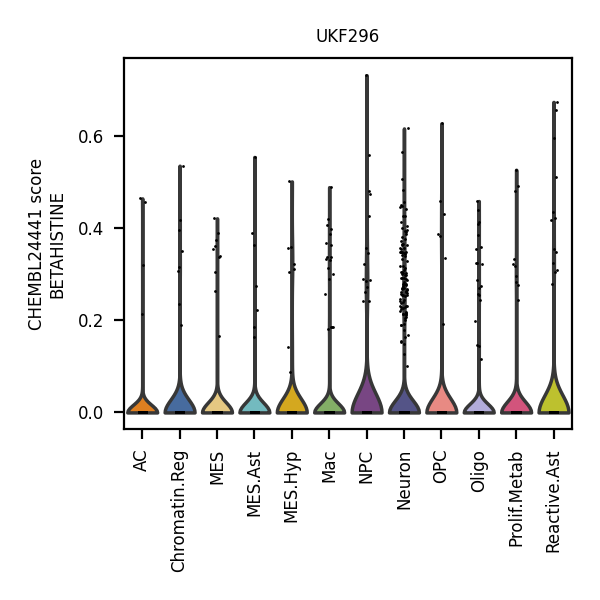 UKF296
CHEMBL24441 score
BETAHISTINE
0.6
0.4
0.2
0.0
AC
Chromatin.Reg
MES
MES.Ast
MES.Hyp
Mac
NPC
Neuron
OPC
Oligo
Prolif.Metab
Reactive.Ast